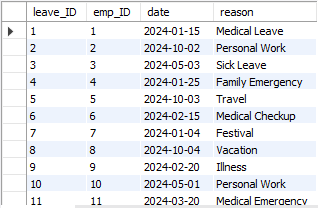 leave_ID emp_ID date reason
1 1 2024-01-15 Medical Leave
2 2 2024-10-02 Personal Work
3 3 2024-05-03 Sick Leave
4 4 2024-01-25 Family Emergency
5 5 2024-10-03 Travel
6 6 2024-02-15 Medical Checkup
7 7 2024-01-04 Festival
8 8 2024-10-04 Vacation
9 9 2024-02-20 Illness
10 10 2024-05-01 Personal Work
11 11 2024-03-20 Medical Emergency